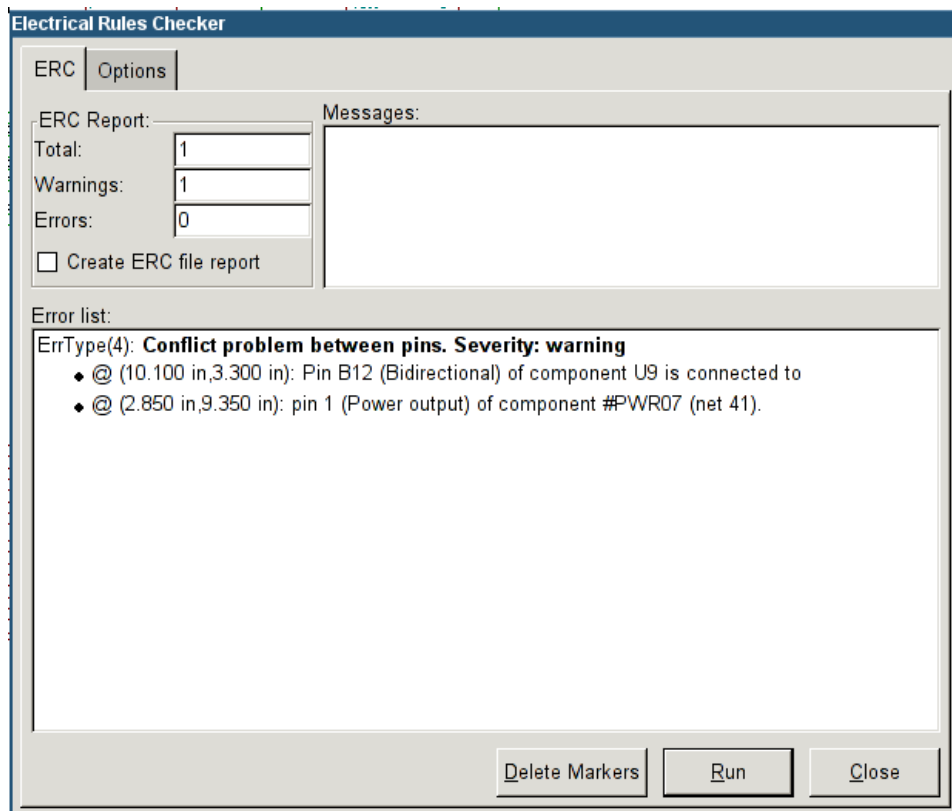 Electrical Rules Checker
ERC Options
ERC Report:
Total: 1
Warnings: 1
Errors: 0
Create ERC file report
Messages:
Error list:
ErrType(4): Conflict problem between pins. Severity: warning
@ (10.100 in,3.300 in): Pin B12 (Bidirectional) of component U9 is connected to
@ (2.850 in,9.350 in): pin 1 (Power output) of component #PWR07 (net 41).
Delete Markers Run Close